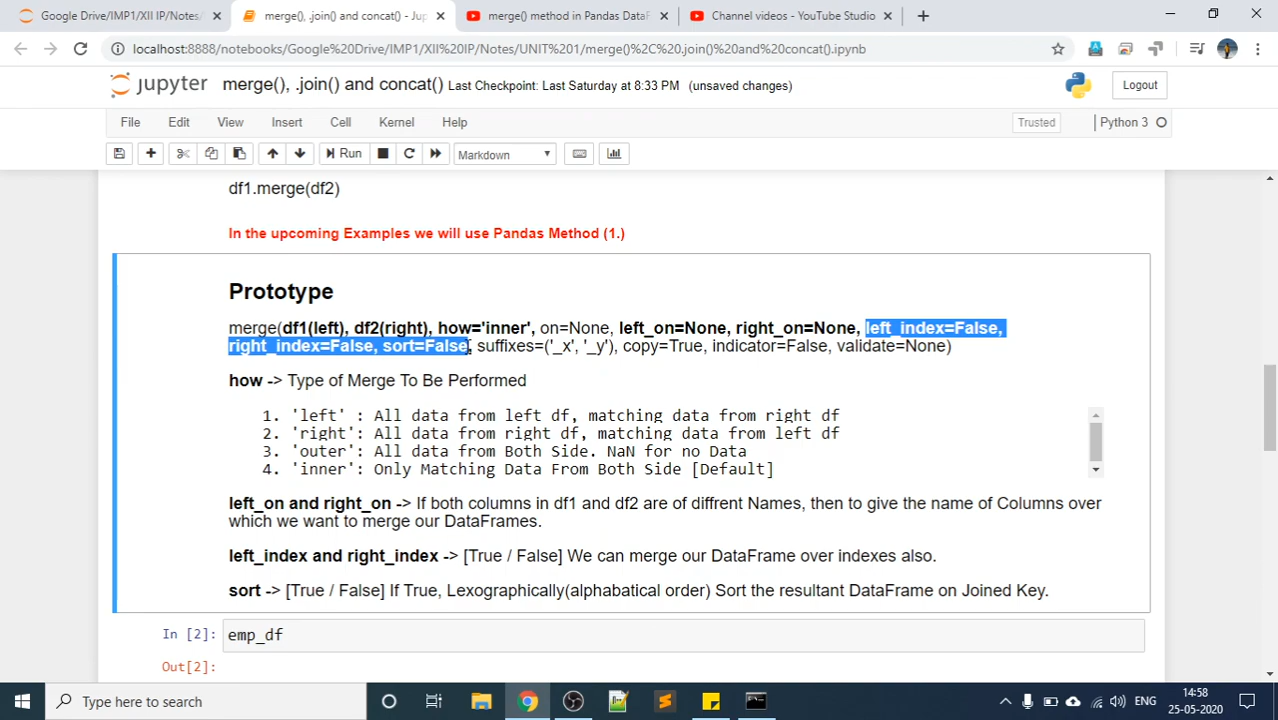 Google Drive/IMP1/XII IP/Notes/
merge(), .join() and concat() - Jup
merge() method in Pandas DataF
Channel videos - YouTube Studio
localhost:8888/notebooks/Google%20Drive/IMP1/XII%20IP/Notes/UNIT%201/merge()%2C%20.join()%20and%20concat().ipynb
jupyter merge(), .join() and concat() Last Checkpoint: Last Saturday at 8:33 PM (unsaved changes)
Logout
File Edit View Insert Cell Kernel Help
Trusted
Python 3
Run
Markdown
df1.merge(df2)
In the upcoming Examples we will use Pandas Method (1.)
Prototype
merge(df1(left), df2(right), how='inner', on=None, left_on=None, right_on=None, left_index=False,
right_index=False, sort=False, suffixes=('_x', '_y'), copy=True, indicator=False, validate=None)
how -> Type of Merge To Be Performed
1. 'left' : All data from left df, matching data from right df
2. 'right': All data from right df, matching data from left df
3. 'outer': All data from Both Side. NaN for no Data
4. 'inner': Only Matching Data From Both Side [Default]
left_on and right_on -> If both columns in df1 and df2 are of diffrent Names, then to give the name of Columns over
which we want to merge our DataFrames.
left_index and right_index -> [True / False] We can merge our DataFrame over indexes also.
sort -> [True / False] If True, Lexographically(alphabatical order) Sort the resultant DataFrame on Joined Key.
In [2]: emp_df
Out[2]:
Type here to search
ENG
14:58
25-05-2020